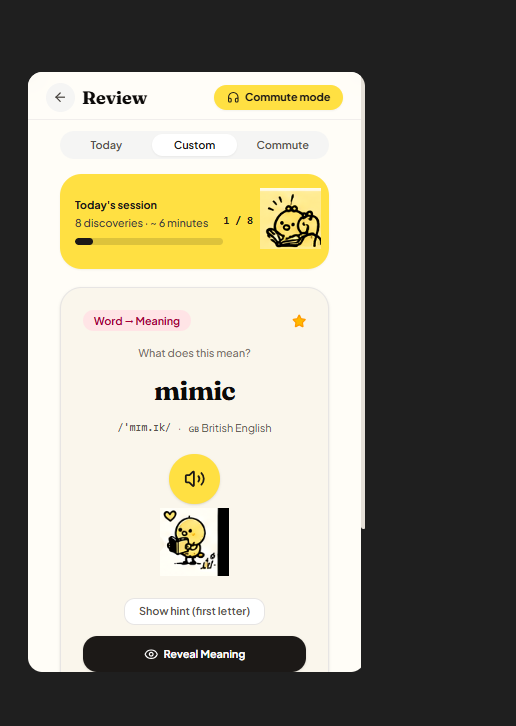 Review
Commute mode
Today
Custom
Commute
Today's session
8 discoveries · ~ 6 minutes
1 / 8
Word→Meaning
What does this mean?
mimic
/ˈmɪm.ɪk/ · GB British English
Show hint (first letter)
Reveal Meaning